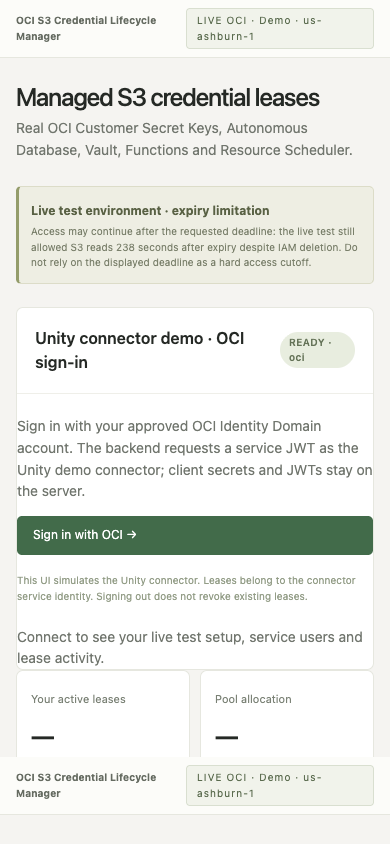 OCI S3 Credential Lifecycle
Manager
LIVE OCI · Demo · us-
ashburn-1
Managed S3 credential leases
Real OCI Customer Secret Keys, Autonomous
Database, Vault, Functions and Resource Scheduler.
Live test environment · expiry limitation
Access may continue after the requested deadline: the live test still
allowed S3 reads 238 seconds after expiry despite IAM deletion. Do
not rely on the displayed deadline as a hard access cutoff.
Unity connector demo · OCI
sign-in
READY ·
oci
Sign in with your approved OCI Identity Domain
account. The backend requests a service JWT as the
Unity demo connector; client secrets and JWTs stay on
the server.
Sign in with OCI →
This UI simulates the Unity connector. Leases belong to the connector
service identity. Signing out does not revoke existing leases.
Connect to see your live test setup, service users and
lease activity.
Your active leases
Pool allocation
—
—
OCI S3 Credential Lifecycle
Manager
LIVE OCI · Demo · us-
ashburn-1